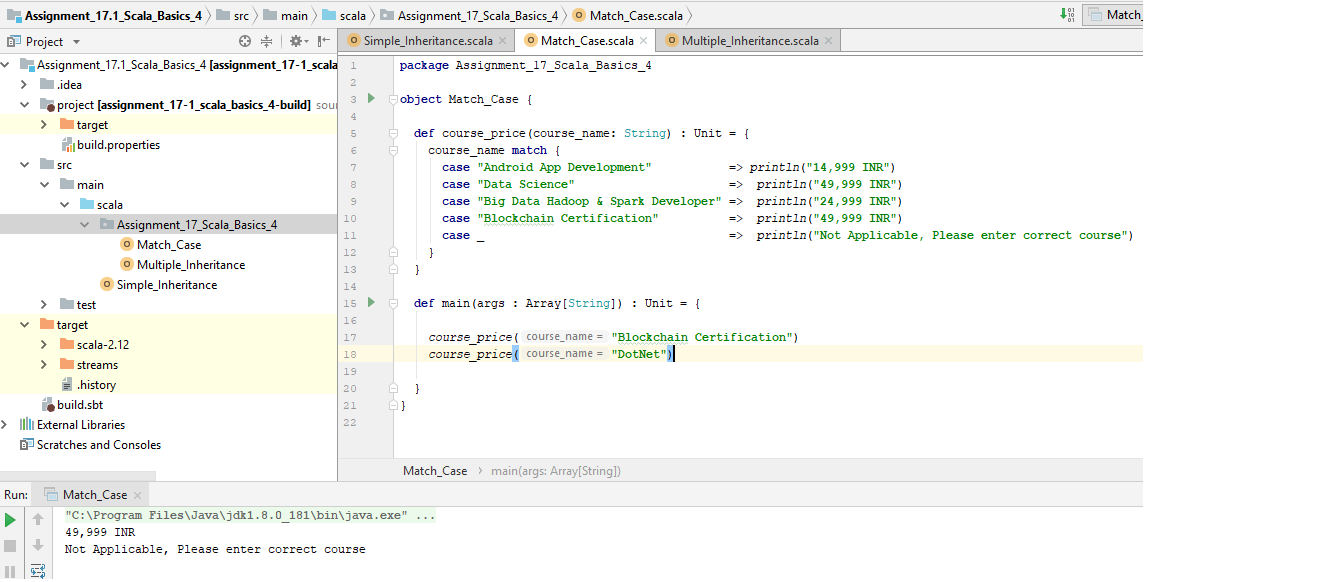 Assignment_17.1_Scala_Basics_4 src main scala Assignment_17_Scala_Basics_4 Match_Case.scala Match_
Project
Simple_Inheritance.scala Match_Case.scala Multiple_Inheritance.scala
Assignment_17.1_Scala_Basics_4 [assignment_17-1_scala
.idea
project [assignment_17-1_scala_basics_4-build] sou
target
build.properties
src
main
scala
Assignment_17_Scala_Basics_4
Match_Case
Multiple_Inheritance
Simple_Inheritance
test
target
scala-2.12
streams
.history
build.sbt
External Libraries
Scratches and Consoles
1 package Assignment_17_Scala_Basics_4
2
3 object Match_Case {
4
5 def course_price(course_name: String) : Unit = {
6 course_name match {
7 case "Android App Development" => println("14,999 INR")
8 case "Data Science" => println("49,999 INR")
9 case "Big Data Hadoop & Spark Developer" => println("24,999 INR")
10 case "Blockchain Certification" => println("49,999 INR")
11 case _ => println("Not Applicable, Please enter correct course")
12 }
13 }
14
15 def main(args : Array[String]) : Unit = {
16
17 course_price( course_name = "Blockchain Certification")
18 course_price( course_name = "DotNet")
19
20 }
21 }
22
Match_Case main(args: Array[String])
Run: Match_Case
"C:\Program Files\Java\jdk1.8.0_181\bin\java.exe" ...
49,999 INR
Not Applicable, Please enter correct course